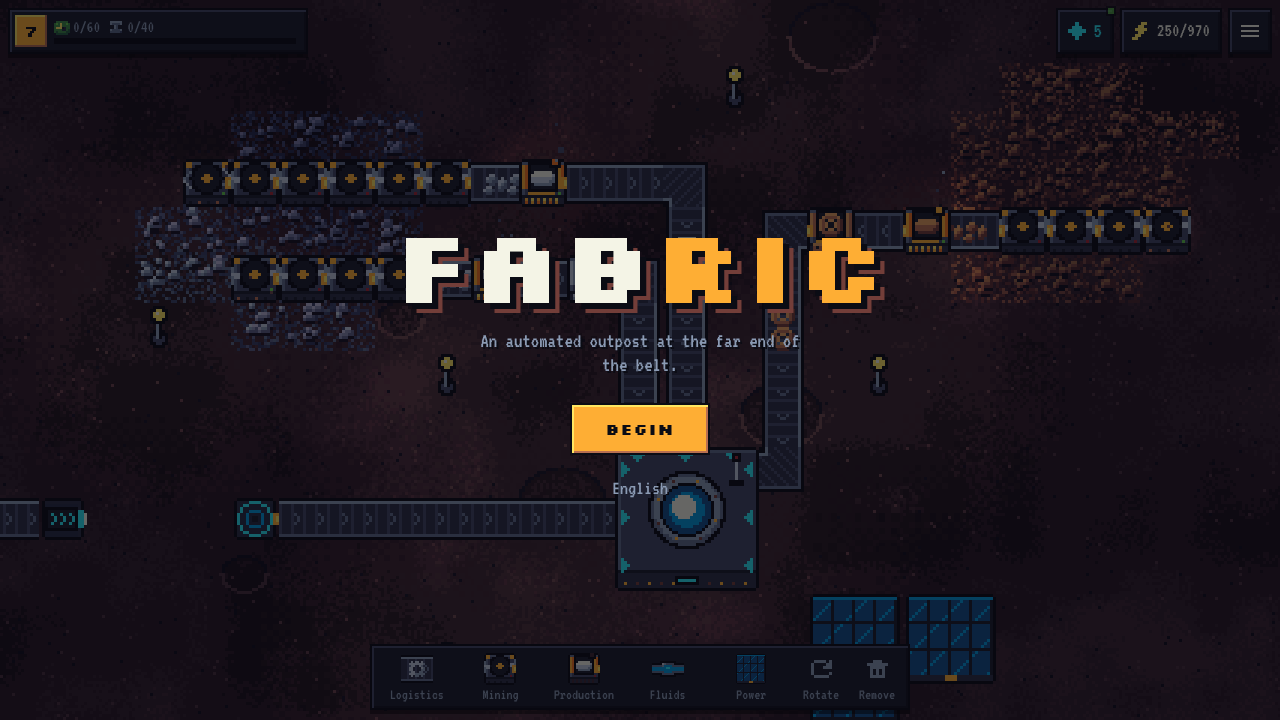 7 0/60 0/40
5 250/970
FABRIC
An automated outpost at the far end of
the belt.
BEGIN
English
Logistics Mining Production Fluids Power Rotate Remove